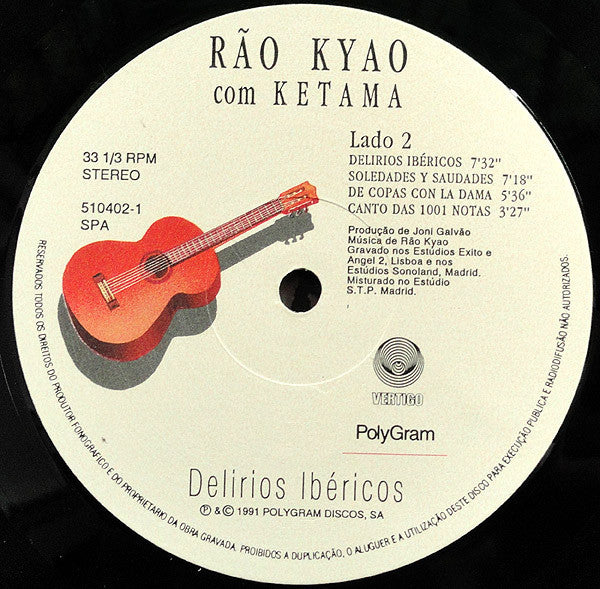 RÃO KYAO
com KETAMA
33 1/3 RPM
STEREO
510402-1
SPA
Lado 2
DELIRIOS IBÉRICOS 7'32"
SOLEDADES Y SAUDADES 7'18"
DE COPAS CON LA DAMA 5'36"
CANTO DAS 1001 NOTAS 3'27"
Produção de Joni Galvão
Música de Rão Kyao
Gravado nos Estúdios Exito e
Angel 2, Lisboa e nos
Estúdios Sonoland, Madrid.
Misturado no Estúdio
S.T.P. Madrid.
VERTIGO
PolyGram
Delírios Ibéricos
℗ & © 1991 POLYGRAM DISCOS, SA
RESERVADOS TODOS OS DIREITOS DO PRODUTOR FONOGRAFICO E DO PROPRIETARIO DA OBRA GRAVADA. PROIBIDOS A DUPLICAÇÃO, O ALUGUER E A UTILIZAÇÃO DESTE DISCO PARA EXECUÇÃO PUBLICA E RADIODIFUSÃO NÃO AUTORIZADOS.